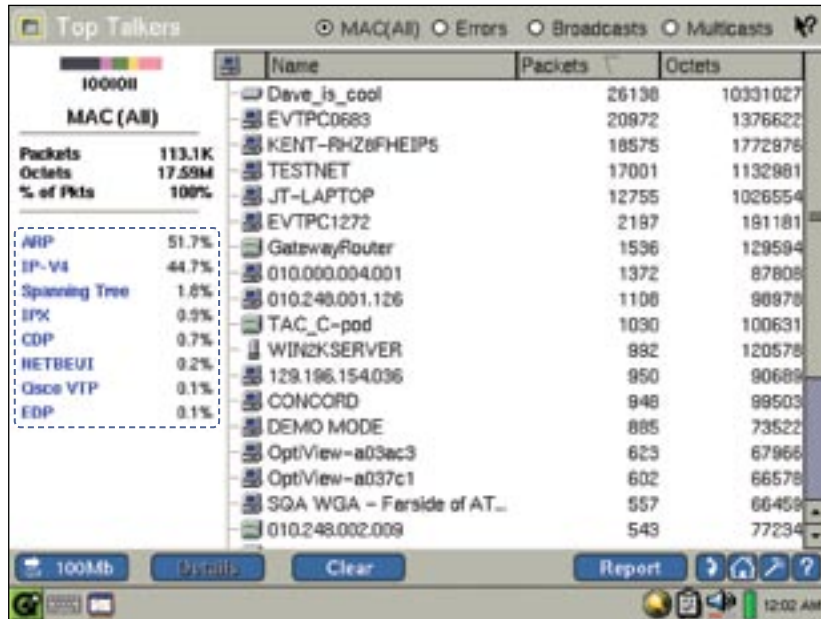 Top Talkers
MAC(All) Errors Broadcasts Multicasts
IOOIOII
MAC (All)
Packets 113.1K
Octets 17.59M
% of Pkts 100%
ARP 51.7%
IP-V4 44.7%
Spanning Tree 1.8%
IPX 0.9%
CDP 0.7%
NETBEUI 0.2%
Cisco VTP 0.1%
EDP 0.1%
Name Packets Octets
Dave_is_cool 26138 10331027
EVTPC0683 20972 1376622
KENT-RHZ8FHEIPS 18575 1772976
TESTNET 17001 1132981
JT-LAPTOP 12755 1026554
EVTPC1272 2197 191181
GatewayRouter 1536 129594
010.000.004.001 1372 87808
010.248.001.126 1108 98978
TAC_C-pod 1030 100631
WIN2KSERVER 992 120578
129.196.154.036 950 90689
CONCORD 948 99503
DEMO MODE 885 73522
OptiView-a03ac3 623 67966
OptiView-a037c1 602 66578
SQA WGA - Farside of AT... 557 66459
010.248.002.009 543 77234
100Mb Details Clear Report ?
12:02 AM